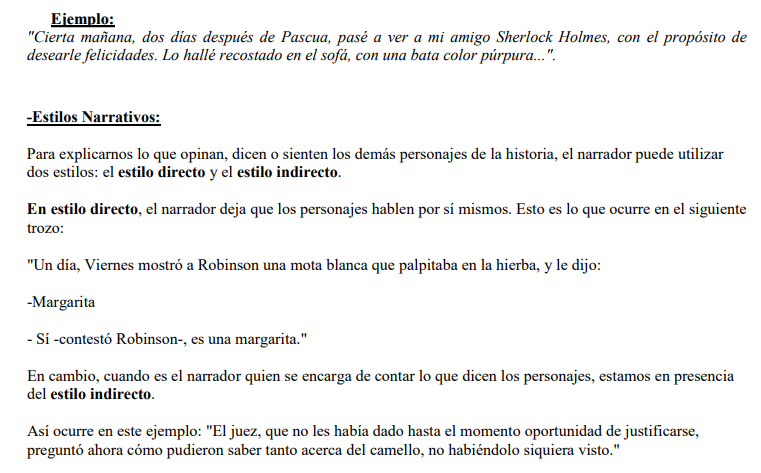 Ejemplo:
"Cierta mañana, dos días después de Pascua, pasé a ver a mi amigo Sherlock Holmes, con el propósito de
desearle felicidades. Lo hallé recostado en el sofá, con una bata color púrpura...".
-Estilos Narrativos:
Para explicarnos lo que opinan, dicen o sienten los demás personajes de la historia, el narrador puede utilizar
dos estilos: el estilo directo y el estilo indirecto.
En estilo directo, el narrador deja que los personajes hablen por sí mismos. Esto es lo que ocurre en el siguiente
trozo:
"Un día, Viernes mostró a Robinson una mota blanca que palpitaba en la hierba, y le dijo:
-Margarita
- Sí -contestó Robinson-, es una margarita."
En cambio, cuando es el narrador quien se encarga de contar lo que dicen los personajes, estamos en presencia
del estilo indirecto.
Así ocurre en este ejemplo: "El juez, que no les había dado hasta el momento oportunidad de justificarse,
preguntó ahora cómo pudieron saber tanto acerca del camello, no habiéndolo siquiera visto."